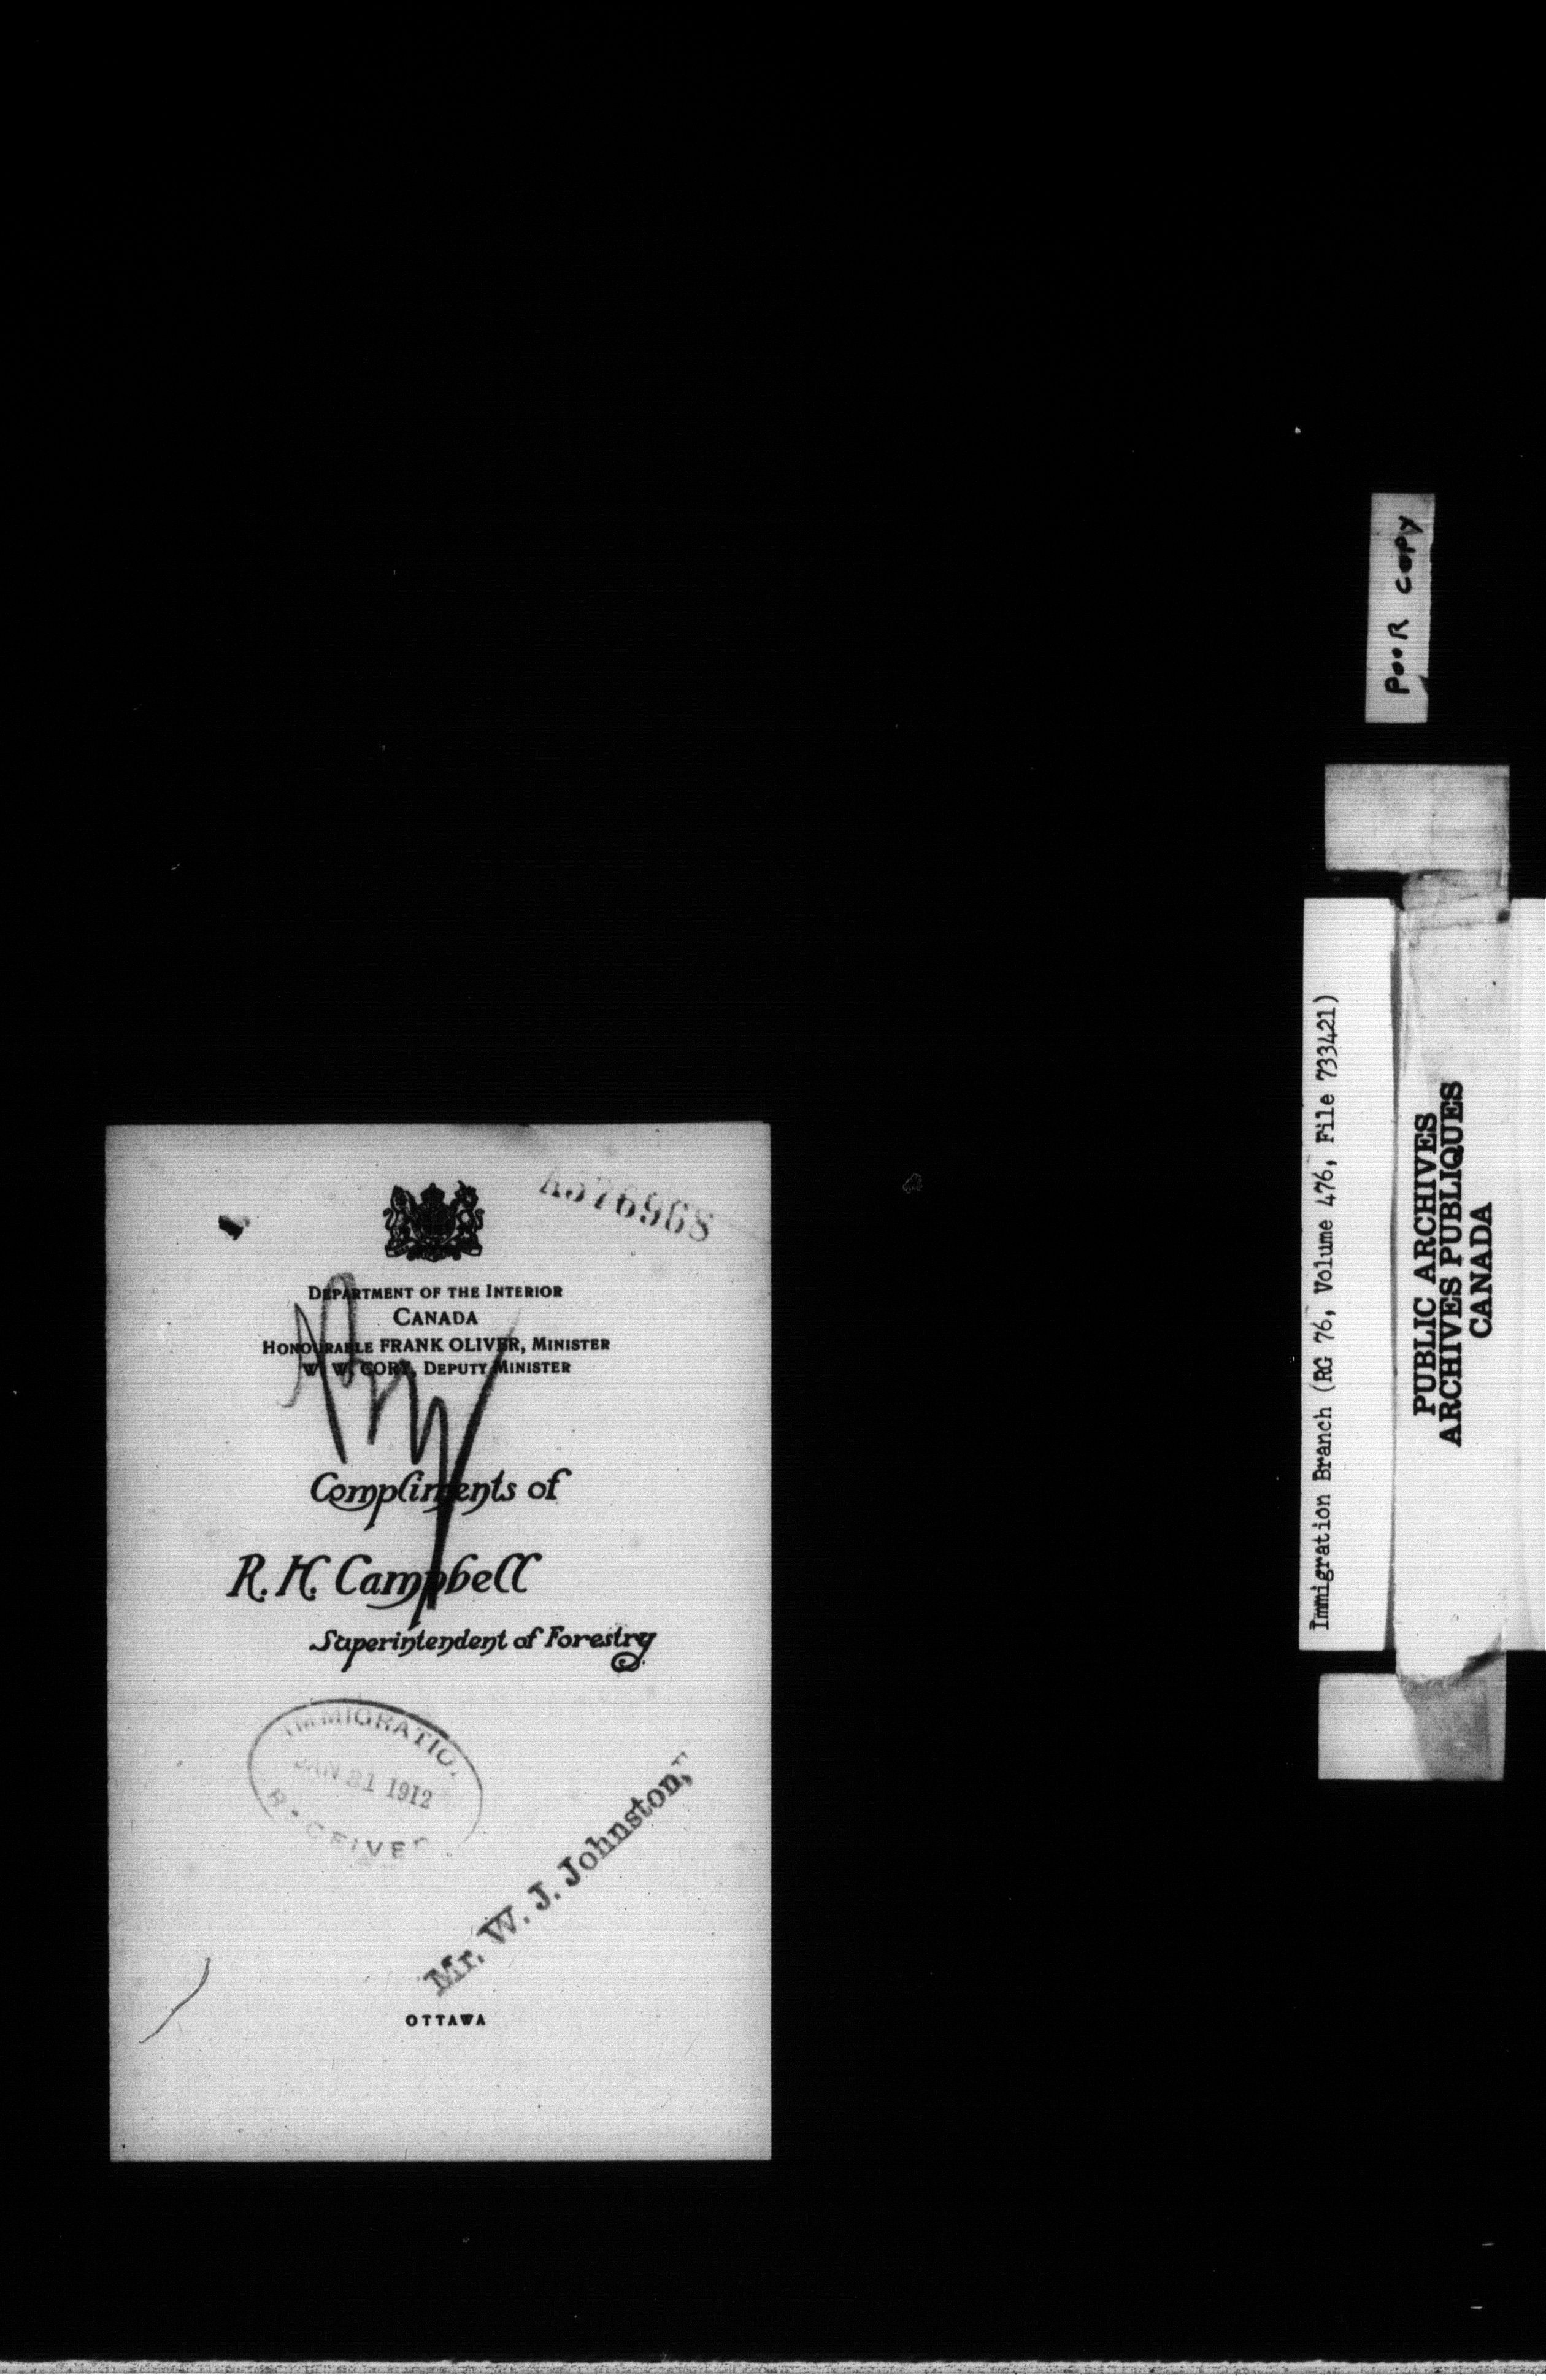 A576968
DEPARTMENT OF THE INTERIOR
CANADA
HONOURABLE FRANK OLIVER, MINISTER
W. W. CORY, DEPUTY MINISTER
Compliments of
R. H. Campbell
Superintendent of Forestry
IMMIGRATION
JAN 31 1912
RECEIVED
Mr. W. J. Johnston,
OTTAWA
POOR COPY
Immigration Branch (RG 76, Volume 476, File 733421)
PUBLIC ARCHIVES
ARCHIVES PUBLIQUES
CANADA